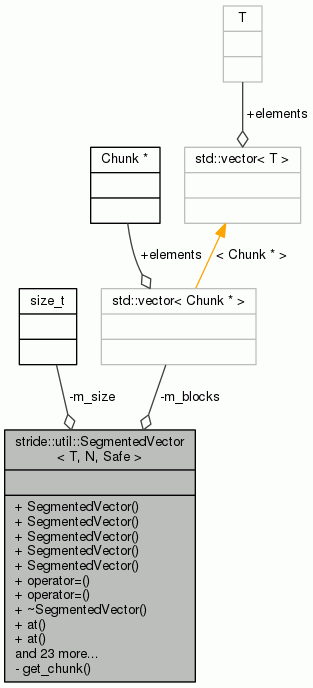 T
+elements
Chunk *
std::vector< T >
+elements
< Chunk * >
size_t
std::vector< Chunk * >
-m_size
-m_blocks
stride::util::SegmentedVector
< T, N, Safe >
+ SegmentedVector()
+ SegmentedVector()
+ SegmentedVector()
+ SegmentedVector()
+ SegmentedVector()
+ operator=()
+ operator=()
+ ~SegmentedVector()
+ at()
+ at()
and 23 more...
- get_chunk()